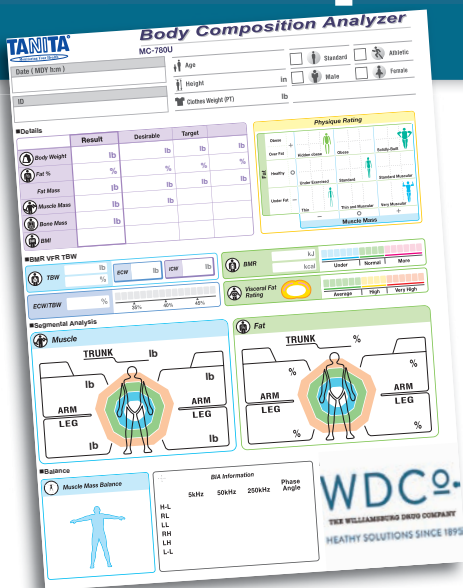 TANITA®
Monitoring Your Health
Body Composition Analyzer
MC-780U
Date ( MDY h:m )
Age
Standard
Athletic
Height
in
Male
Female
ID
Clothes Weight (PT)
lb
■Details
Result
Desirable
Target
Body Weight
lb
lb
lb
Fat %
%
%
%
Fat Mass
lb
lb
lb
Muscle Mass
lb
lb
lb
Bone Mass
lb
BMI
Physique Rating
Fat
Obese
Over Fat
+
Hidden obese
Obese
Solidly-Built
Healthy
O
Under Exercised
Standard
Standard Muscular
Under Fat
−
Thin
Thin and Muscular
Very Muscular
−
O
+
Muscle Mass
■BMR VFR TBW
TBW
lb
%
ECW
lb
ICW
lb
ECW/TBW
%
35%
40%
45%
BMR
kJ
kcal
Under
Normal
More
Visceral Fat
Rating
Average
High
Very High
■Segmental Analysis
Muscle
TRUNK
lb
lb
lb
ARM
ARM
LEG
LEG
lb
lb
Fat
TRUNK
%
%
%
ARM
ARM
LEG
LEG
%
%
■Balance
Muscle Mass Balance
BIA Information
5kHz
50kHz
250kHz
Phase
Angle
H-L
RL
LL
RH
LH
L-L
WDCo.
THE WILLIAMSBURG DRUG COMPANY
HEATHY SOLUTIONS SINCE 1895